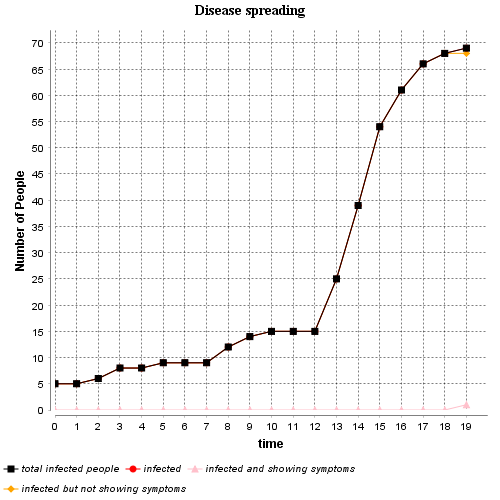 Disease spreading
70
65
60
55
50
45
40
35
30
25
20
15
10
5
0
Number of People
0 1 2 3 4 5 6 7 8 9 10 11 12 13 14 15 16 17 18 19
time
total infected people infected infected and showing symptoms
infected but not showing symptoms